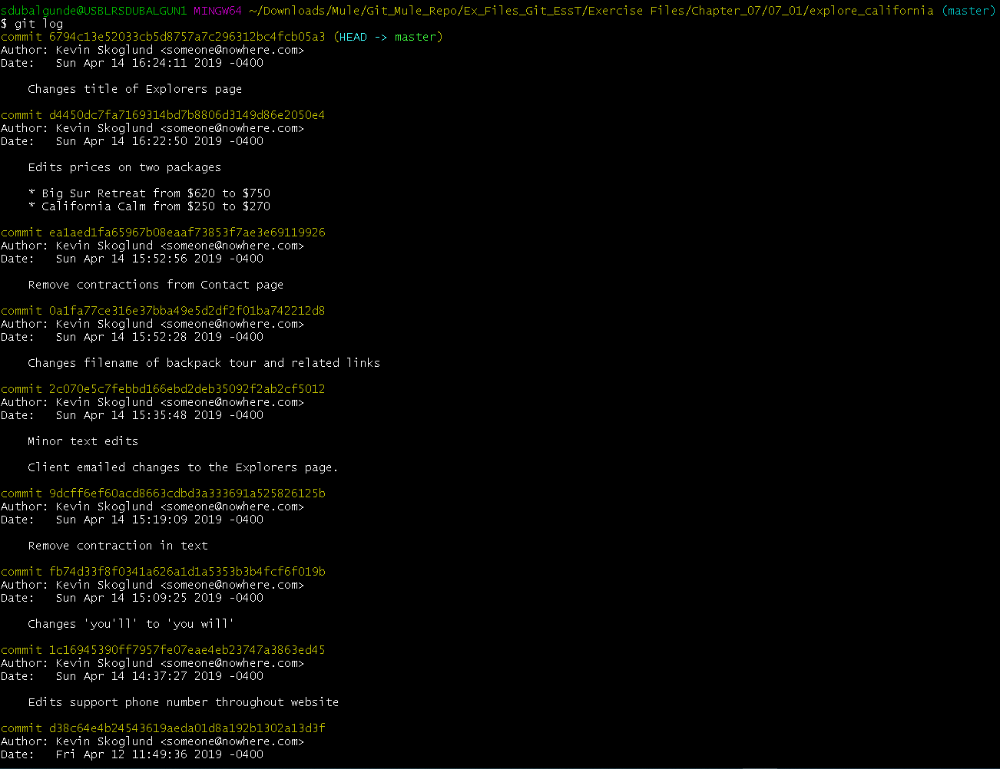 sdubalgunde@USBLRSDUBALGUN1 MINGW64 ~/Downloads/Mule/Git_Mule_Repo/Ex_Files_Git_EssT/Exercise Files/Chapter_07/07_01/explore_california (master)
$ git log
commit 6794c13e52033cb5d8757a7c296312bc4fcb05a3 (HEAD -> master)
Author: Kevin Skoglund <someone@nowhere.com>
Date:   Sun Apr 14 16:24:11 2019 -0400

    Changes title of Explorers page

commit d4450dc7fa7169314bd7b8806d3149d86e2050e4
Author: Kevin Skoglund <someone@nowhere.com>
Date:   Sun Apr 14 16:22:50 2019 -0400

    Edits prices on two packages

    * Big Sur Retreat from $620 to $750
    * California Calm from $250 to $270

commit ea1aed1fa65967b08eaaf73853f7ae3e69119926
Author: Kevin Skoglund <someone@nowhere.com>
Date:   Sun Apr 14 15:52:56 2019 -0400

    Remove contractions from Contact page

commit 0a1fa77ce316e37bba49e5d2df2f01ba742212d8
Author: Kevin Skoglund <someone@nowhere.com>
Date:   Sun Apr 14 15:52:28 2019 -0400

    Changes filename of backpack tour and related links

commit 2c070e5c7febbd166ebd2deb35092f2ab2cf5012
Author: Kevin Skoglund <someone@nowhere.com>
Date:   Sun Apr 14 15:35:48 2019 -0400

    Minor text edits

    Client emailed changes to the Explorers page.

commit 9dcff6ef60acd8663cdbd3a333691a525826125b
Author: Kevin Skoglund <someone@nowhere.com>
Date:   Sun Apr 14 15:19:09 2019 -0400

    Remove contraction in text

commit fb74d33f8f0341a626a1d1a5353b3b4fcf6f019b
Author: Kevin Skoglund <someone@nowhere.com>
Date:   Sun Apr 14 15:09:25 2019 -0400

    Changes 'you'll' to 'you will'

commit 1c16945390ff7957fe07eae4eb23747a3863ed45
Author: Kevin Skoglund <someone@nowhere.com>
Date:   Sun Apr 14 14:37:27 2019 -0400

    Edits support phone number throughout website

commit d38c64e4b24543619aeda01d8a192b1302a13d3f
Author: Kevin Skoglund <someone@nowhere.com>
Date:   Fri Apr 12 11:49:36 2019 -0400